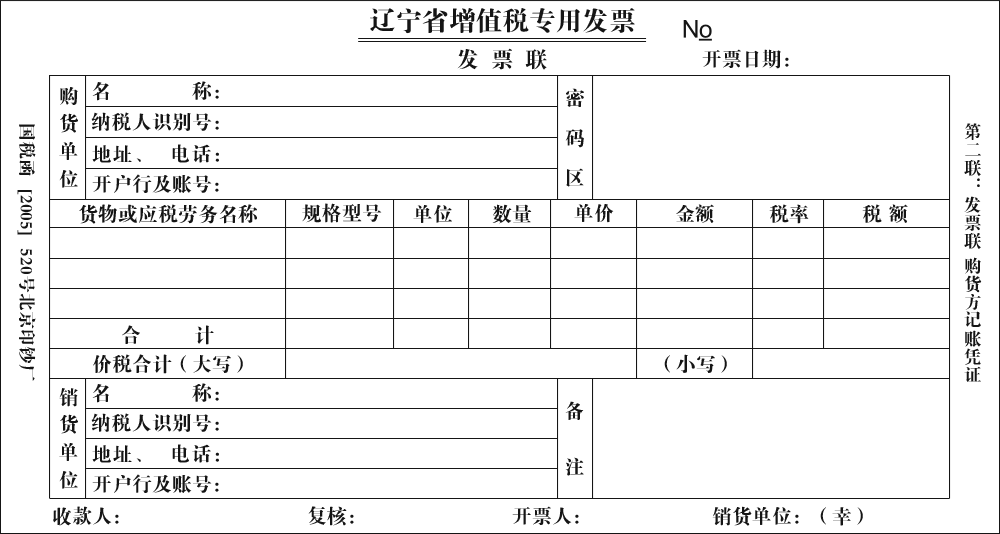 辽宁省增值税专用发票
No
发票联
开票日期：
国税函 [2005] 520号北京印钞厂
购货单位
名 称：
纳税人识别号：
地址、 电话：
开户行及账号：
密码区
货物或应税劳务名称 规格型号 单位 数量 单价 金额 税率 税 额
合 计
价税合计（大写） （小写）
销货单位
名 称：
纳税人识别号：
地址、 电话：
开户行及账号：
备注
收款人： 复核： 开票人： 销货单位：（幸）
第二联：发票联 购货方记账凭证